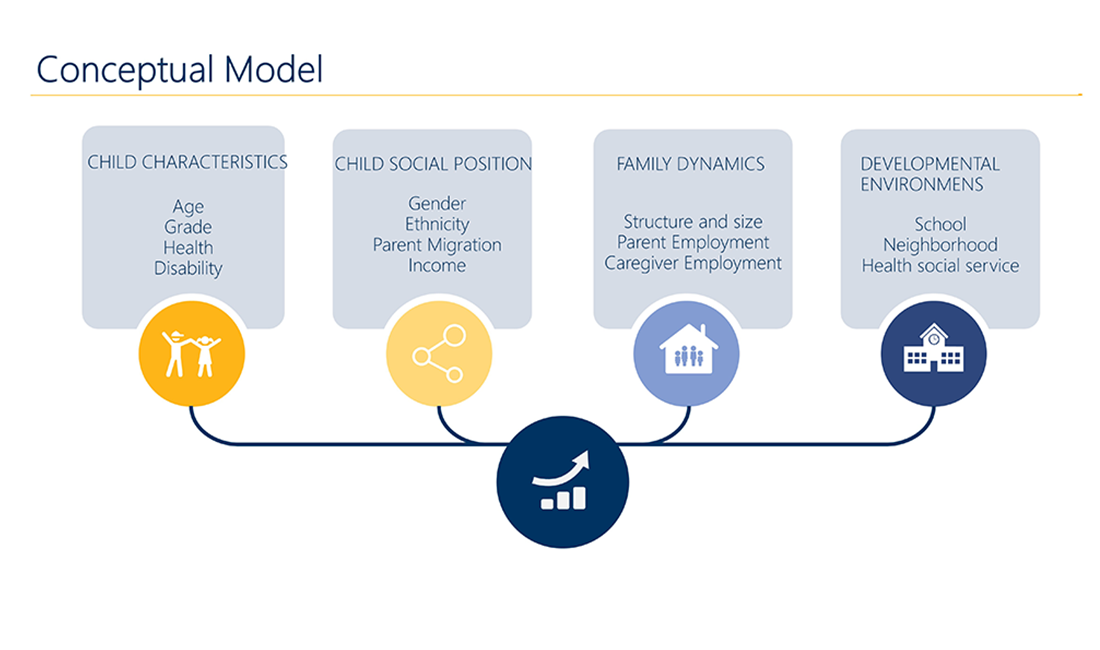 Conceptual Model
CHILD CHARACTERISTICS
Age
Grade
Health
Disability
CHILD SOCIAL POSITION
Gender
Ethnicity
Parent Migration
Income
FAMILY DYNAMICS
Structure and size
Parent Employment
Caregiver Employment
DEVELOPMENTAL
ENVIRONMENS
School
Neighborhood
Health social service